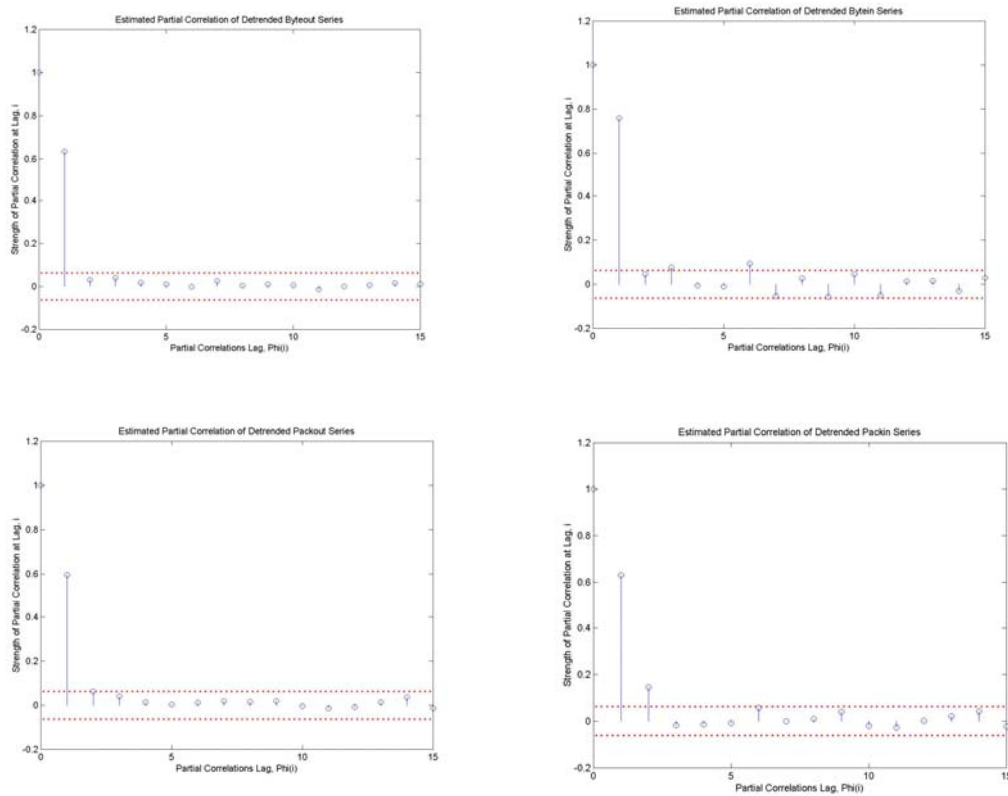 Estimated Partial Correlation of Detrended Byteout Series
1.2
1
0.8
0.6
0.4
0.2
0
-0.2
Strength of Partial Correlation at Lag, i
0 5 10 15
Partial Correlations Lag, Phi(i)
Estimated Partial Correlation of Detrended Bytein Series
1.2
1
0.8
0.6
0.4
0.2
0
-0.2
Strength of Partial Correlation at Lag, i
0 5 10 15
Partial Correlations Lag, Phi(i)
Estimated Partial Correlation of Detrended Packout Series
1.2
1
0.8
0.6
0.4
0.2
0
-0.2
Strength of Partial Correlation at Lag, i
0 5 10 15
Partial Correlations Lag, Phi(i)
Estimated Partial Correlation of Detrended Packin Series
1.2
1
0.8
0.6
0.4
0.2
0
-0.2
Strength of Partial Correlation at Lag, i
0 5 10 15
Partial Correlations Lag, Phi(i)